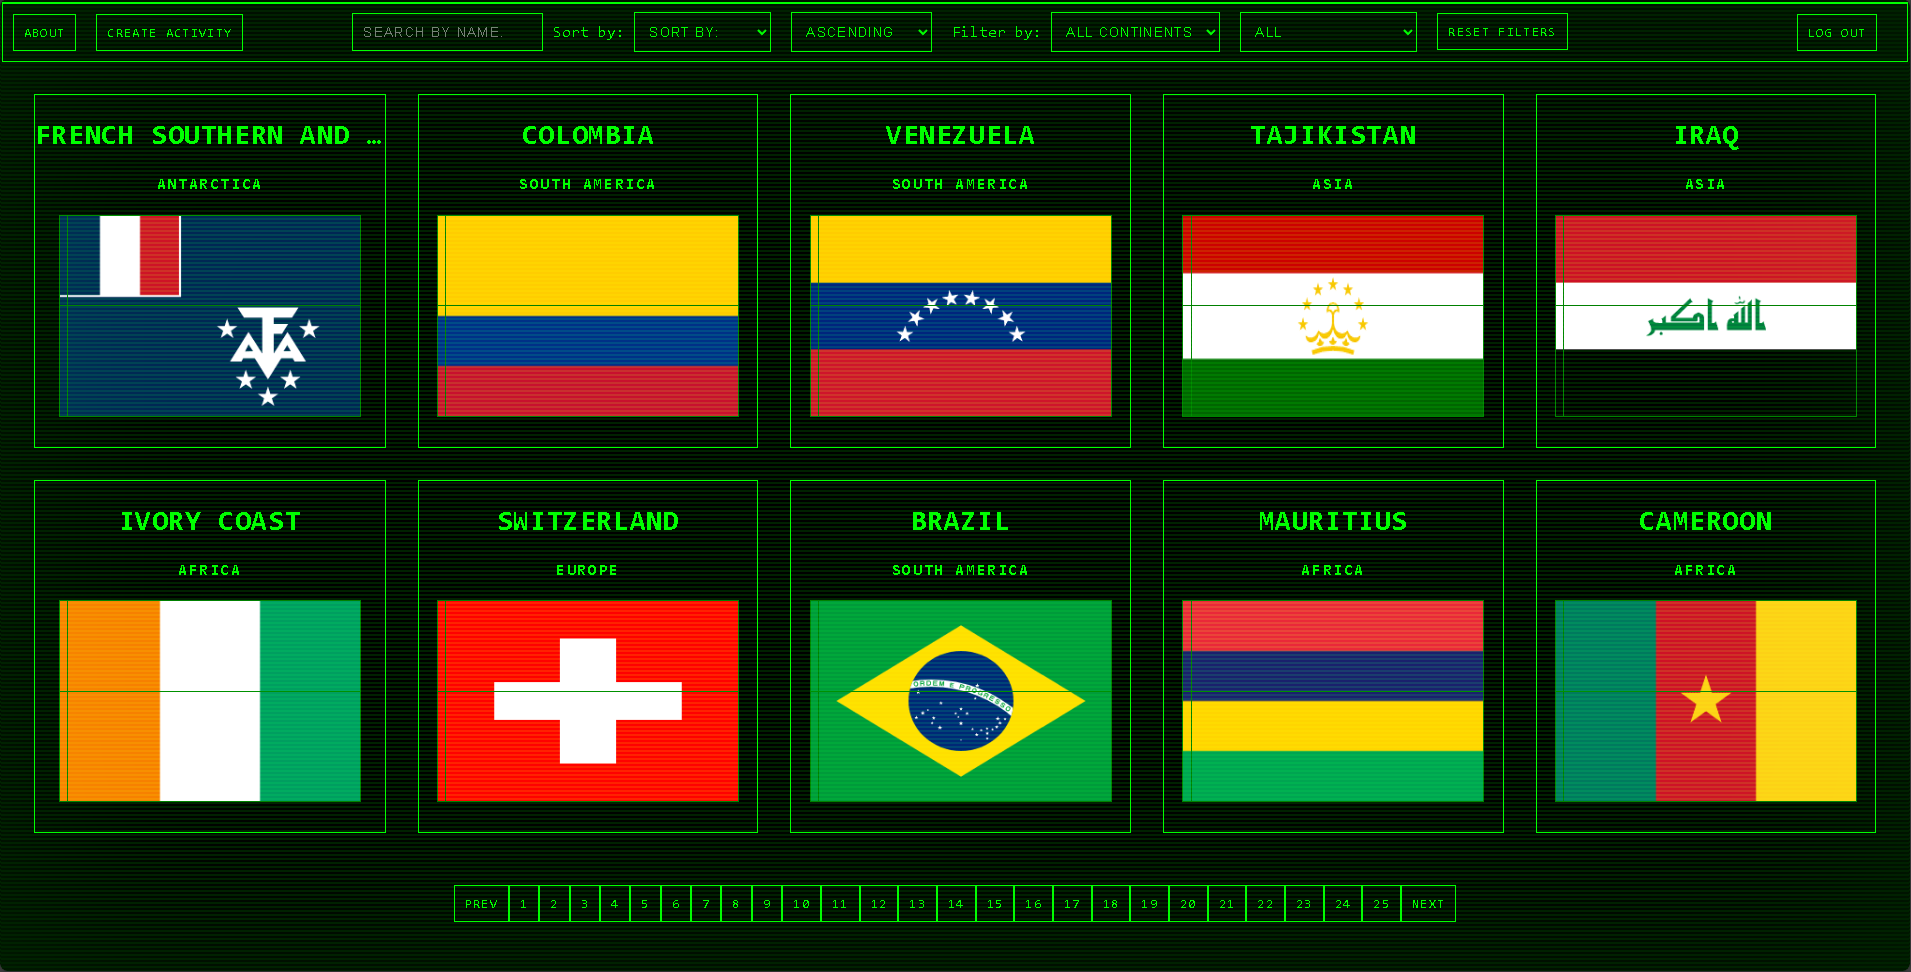 ABOUT CREATE ACTIVITY SEARCH BY NAME. Sort by: SORT BY: ASCENDING Filter by: ALL CONTINENTS ALL RESET FILTERS LOG OUT
FRENCH SOUTHERN AND … COLOMBIA VENEZUELA TAJIKISTAN IRAQ
ANTARCTICA SOUTH AMERICA SOUTH AMERICA ASIA ASIA
TAA
الله اكبر
IVORY COAST SWITZERLAND BRAZIL MAURITIUS CAMEROON
AFRICA EUROPE SOUTH AMERICA AFRICA AFRICA
ORDEM E PROGRESSO
PREV 1 2 3 4 5 6 7 8 9 10 11 12 13 14 15 16 17 18 19 20 21 22 23 24 25 NEXT